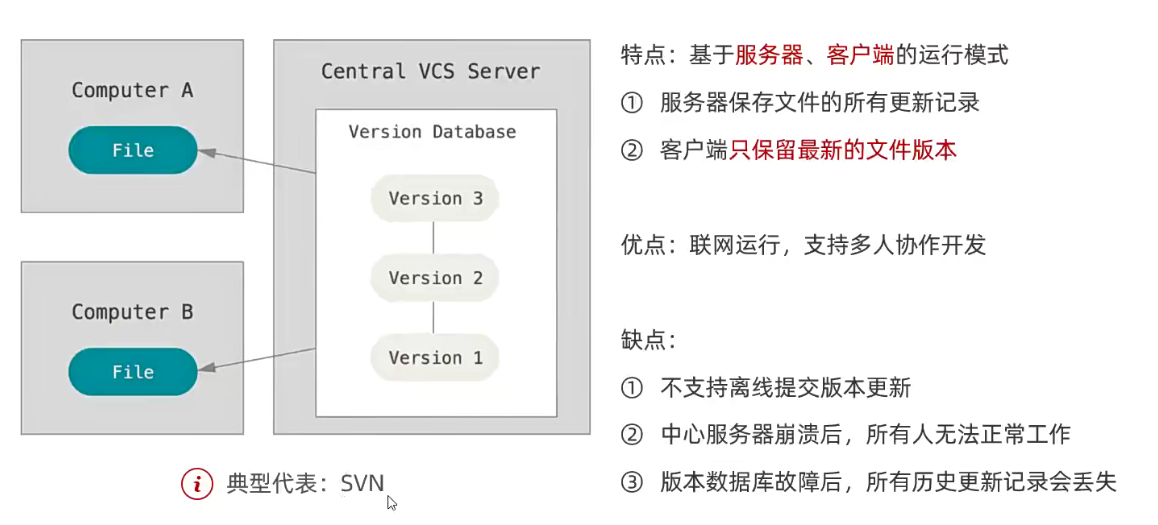 Computer A
File
Computer B
File
Central VCS Server
Version Database
Version 3
Version 2
Version 1
i 典型代表：SVN
特点：基于服务器、客户端的运行模式
① 服务器保存文件的所有更新记录
② 客户端只保留最新的文件版本
优点：联网运行，支持多人协作开发
缺点：
① 不支持离线提交版本更新
② 中心服务器崩溃后，所有人无法正常工作
③ 版本数据库故障后，所有历史更新记录会丢失